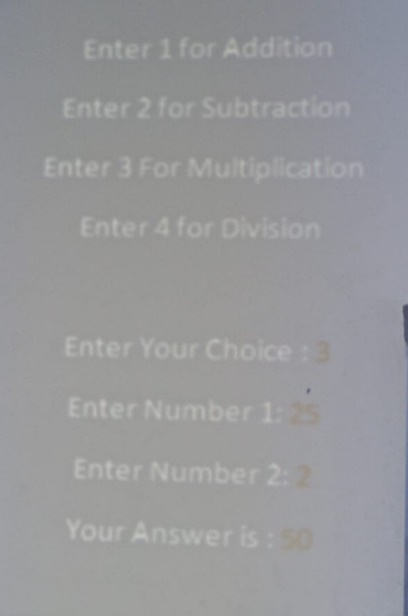 Enter 1 for Addition
Enter 2 for Subtraction
Enter 3 For Multiplication
Enter 4 for Division
Enter Your Choice : 3
Enter Number 1: 25
Enter Number 2: 2
Your Answer is : 50